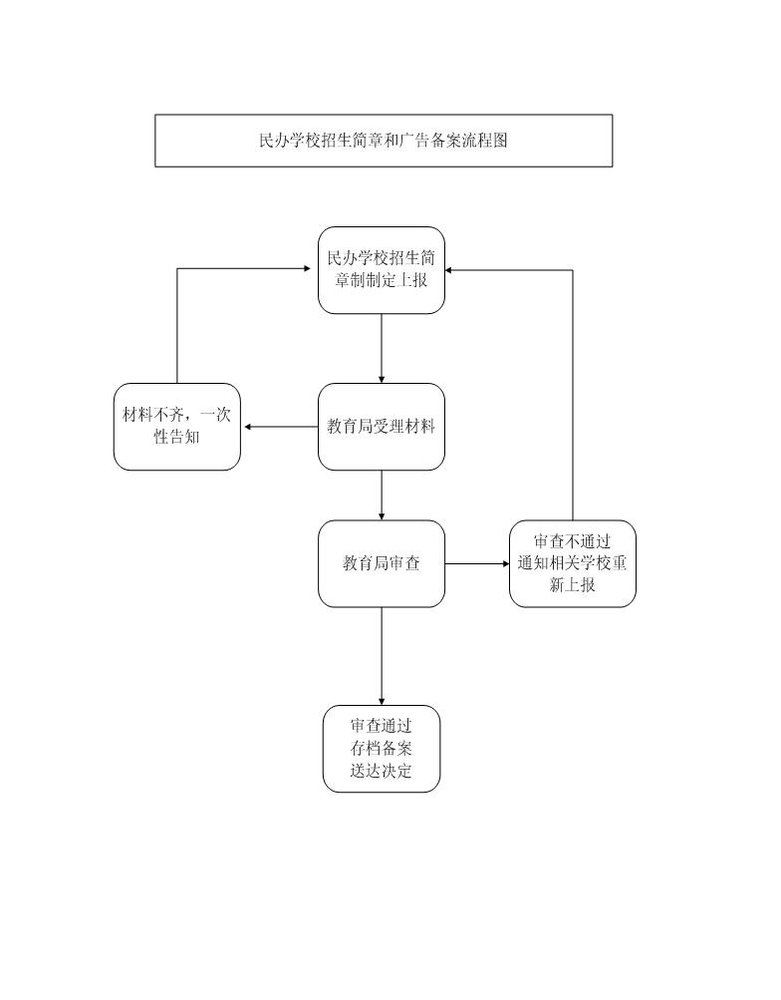 民办学校招生简章和广告备案流程图
民办学校招生简
章制制定上报
材料不齐，一次
性告知
教育局受理材料
教育局审查
审查不通过
通知相关学校重
新上报
审查通过
存档备案
送达决定